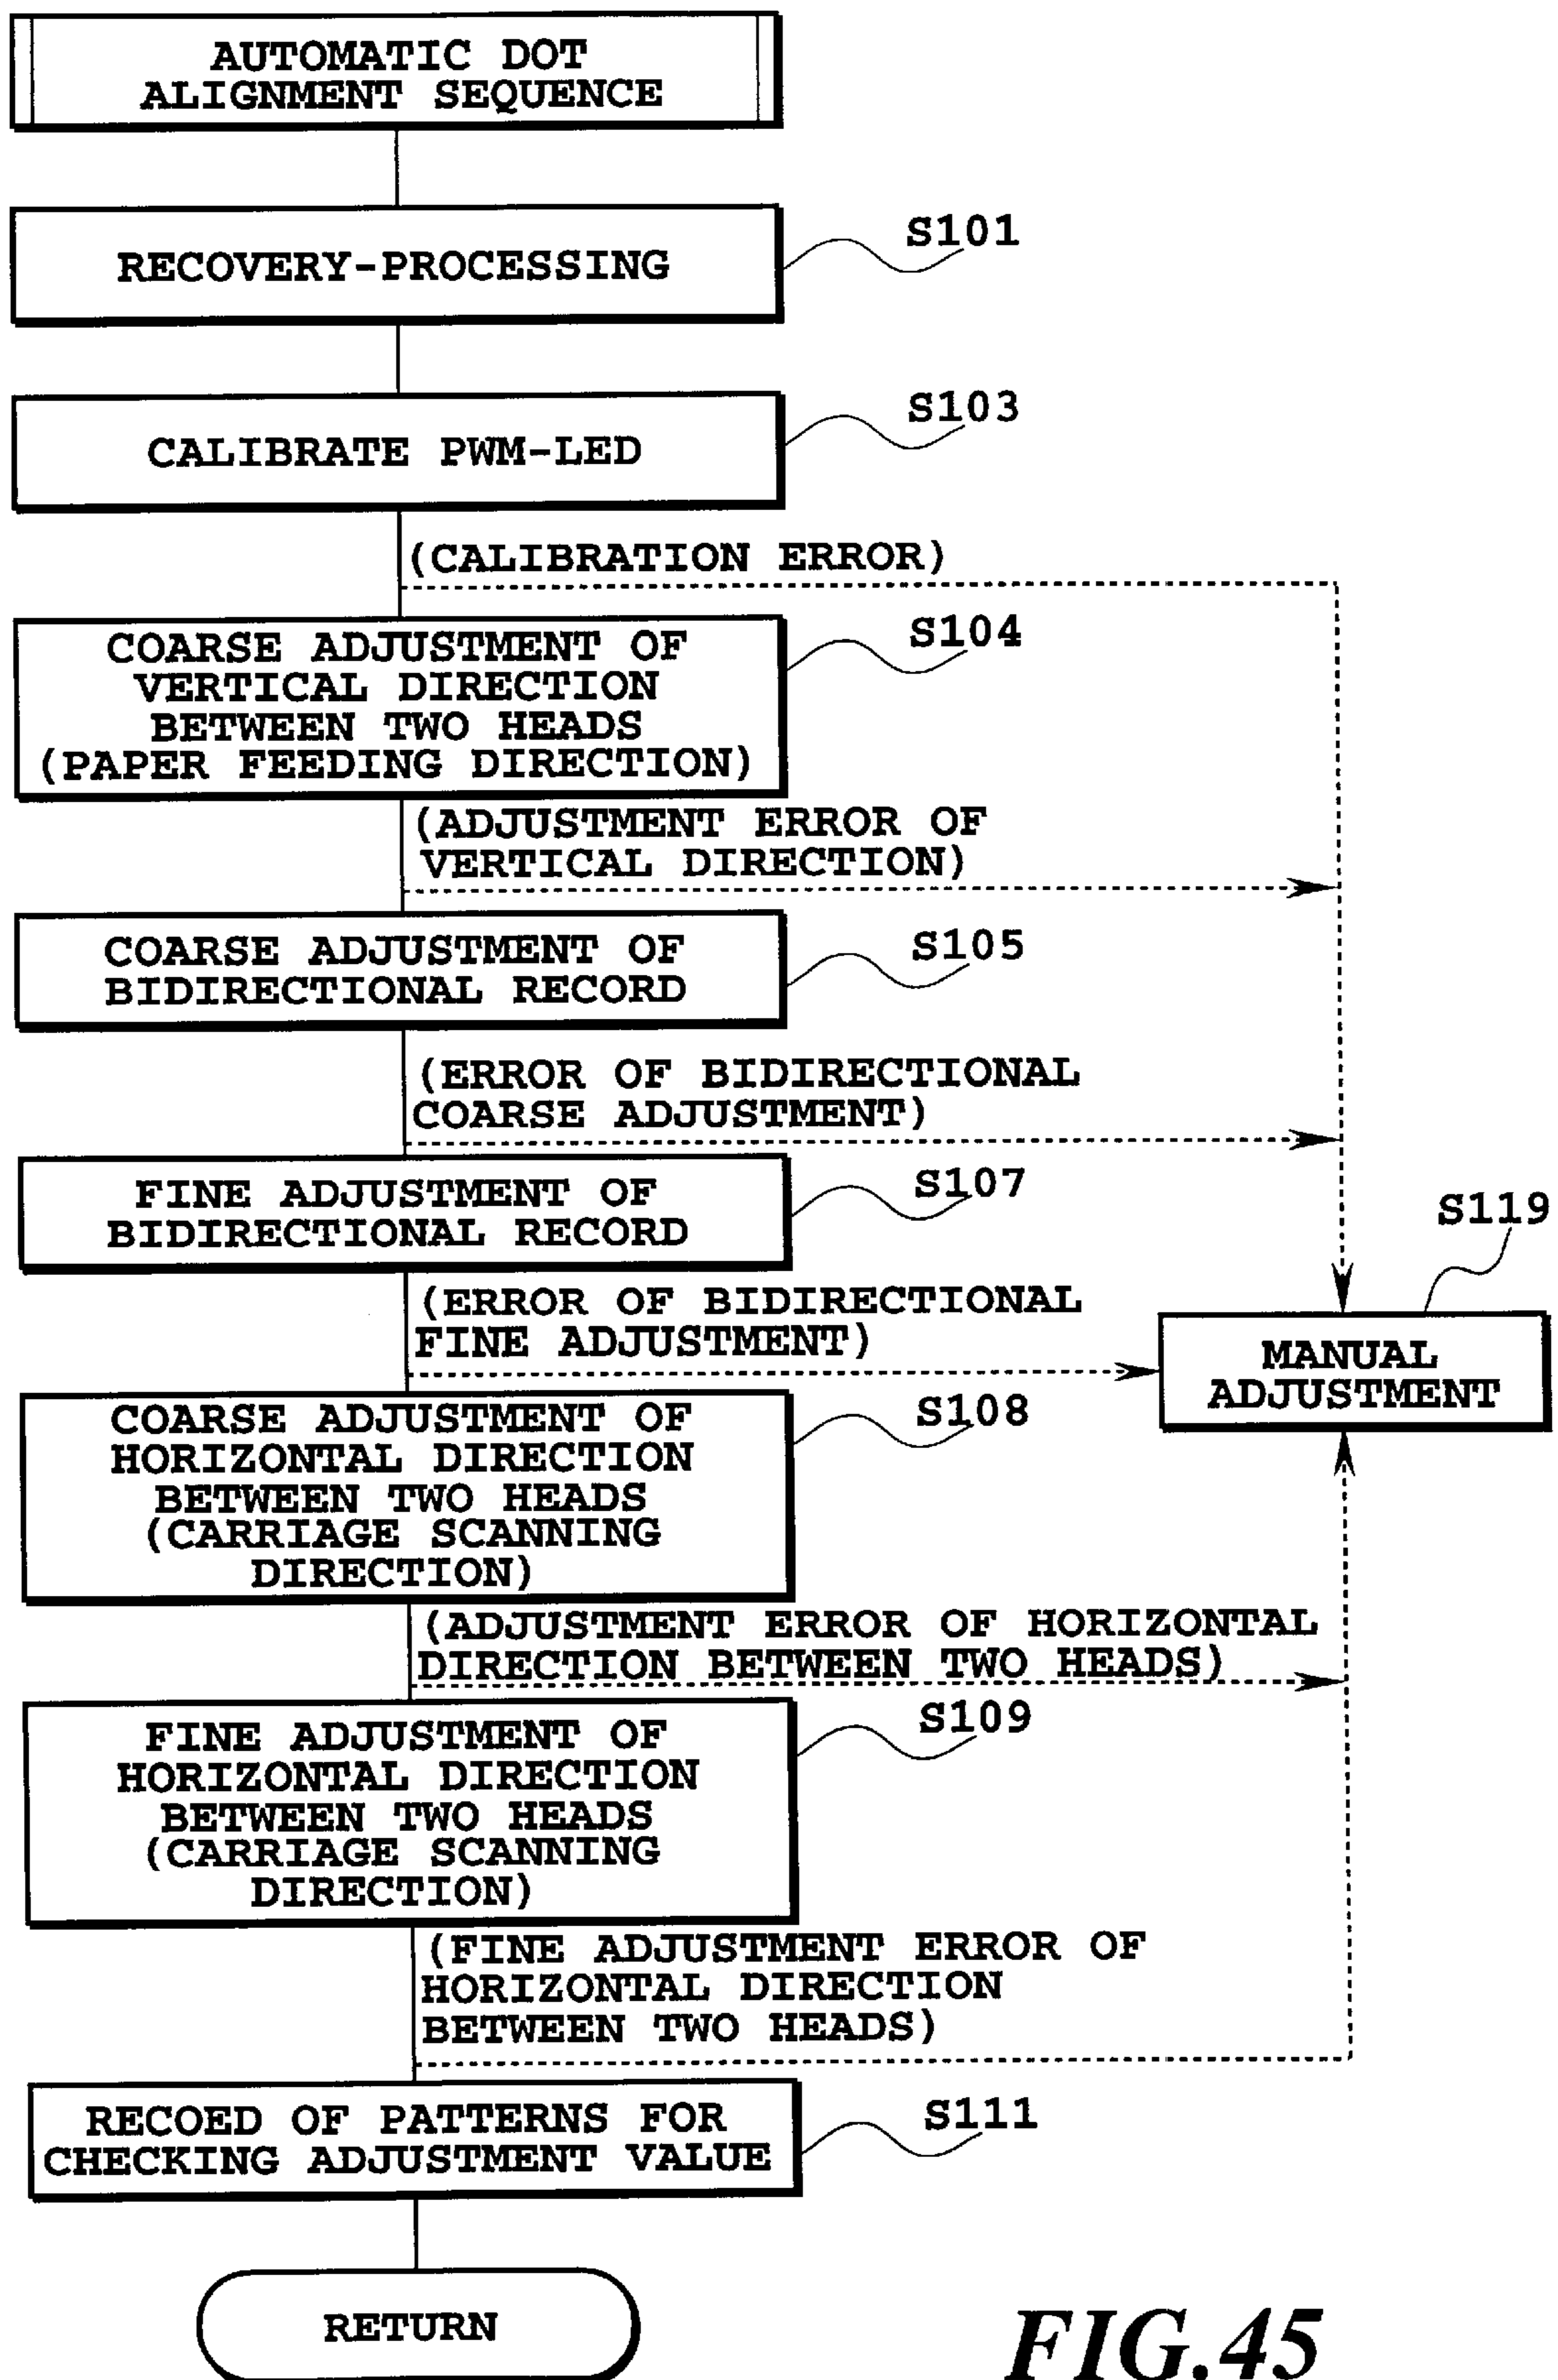 AUTOMATIC DOT
ALIGNMENT SEQUENCE
RECOVERY-PROCESSING
S101
CALIBRATE PWM-LED
S103
(CALIBRATION ERROR)
COARSE ADJUSTMENT OF
VERTICAL DIRECTION
BETWEEN TWO HEADS
(PAPER FEEDING DIRECTION)
S104
(ADJUSTMENT ERROR OF
VERTICAL DIRECTION)
COARSE ADJUSTMENT OF
BIDIRECTIONAL RECORD
S105
(ERROR OF BIDIRECTIONAL
COARSE ADJUSTMENT)
FINE ADJUSTMENT OF
BIDIRECTIONAL RECORD
S107
(ERROR OF BIDIRECTIONAL
FINE ADJUSTMENT)
S119
MANUAL
ADJUSTMENT
COARSE ADJUSTMENT OF
HORIZONTAL DIRECTION
BETWEEN TWO HEADS
(CARRIAGE SCANNING
DIRECTION)
S108
(ADJUSTMENT ERROR OF HORIZONTAL
DIRECTION BETWEEN TWO HEADS)
FINE ADJUSTMENT OF
HORIZONTAL DIRECTION
BETWEEN TWO HEADS
(CARRIAGE SCANNING
DIRECTION)
S109
(FINE ADJUSTMENT ERROR OF
HORIZONTAL DIRECTION
BETWEEN TWO HEADS)
RECOED OF PATTERNS FOR
CHECKING ADJUSTMENT VALUE
S111
RETURN
FIG.45